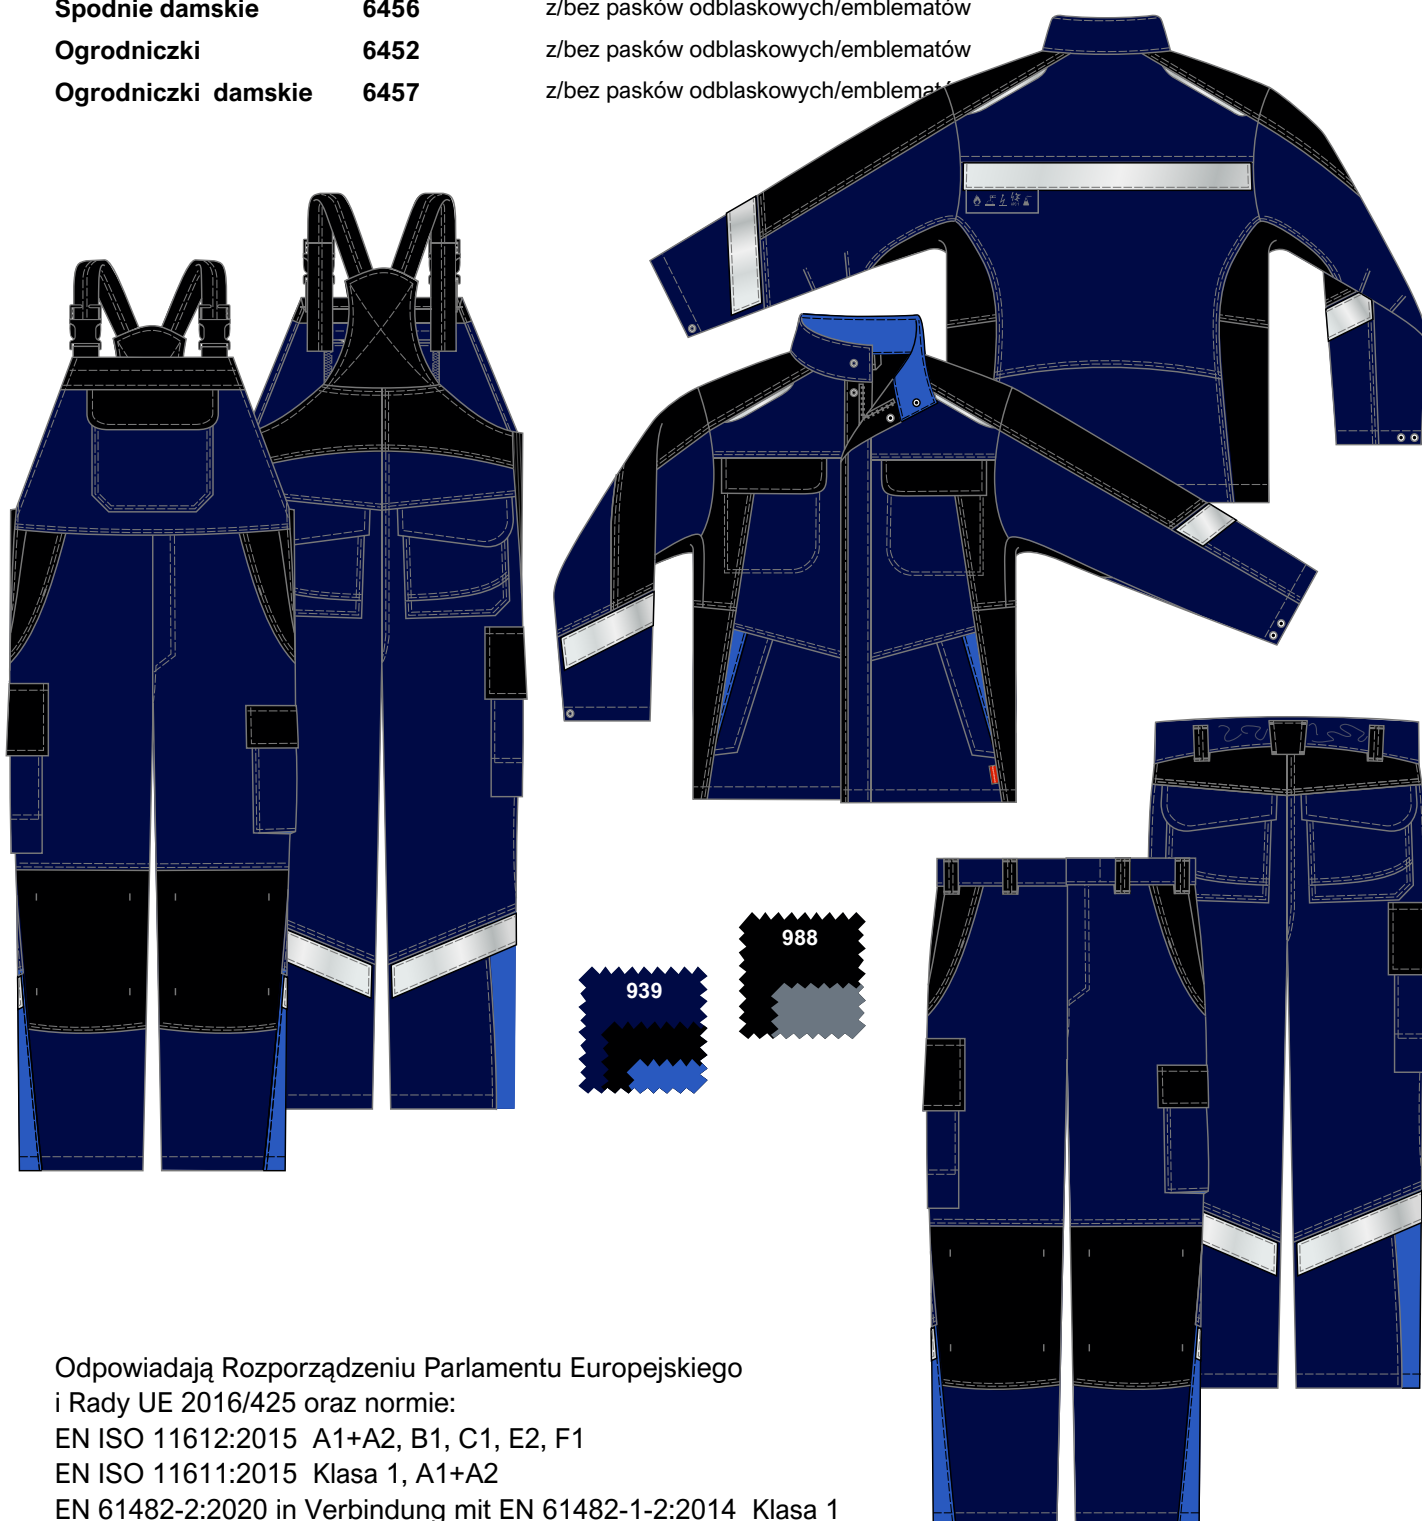 Spodnie damskie 6456 z/bez pasków odblaskowych/emblematów
Ogrodniczki 6452 z/bez pasków odblaskowych/emblematów
Ogrodniczki damskie 6457 z/bez pasków odblaskowych/emblematów
988
939
Odpowiadają Rozporządzeniu Parlamentu Europejskiego
i Rady UE 2016/425 oraz normie:
EN ISO 11612:2015 A1+A2, B1, C1, E2, F1
EN ISO 11611:2015 Klasa 1, A1+A2
EN 61482-2:2020 in Verbindung mit EN 61482-1-2:2014 Klasa 1